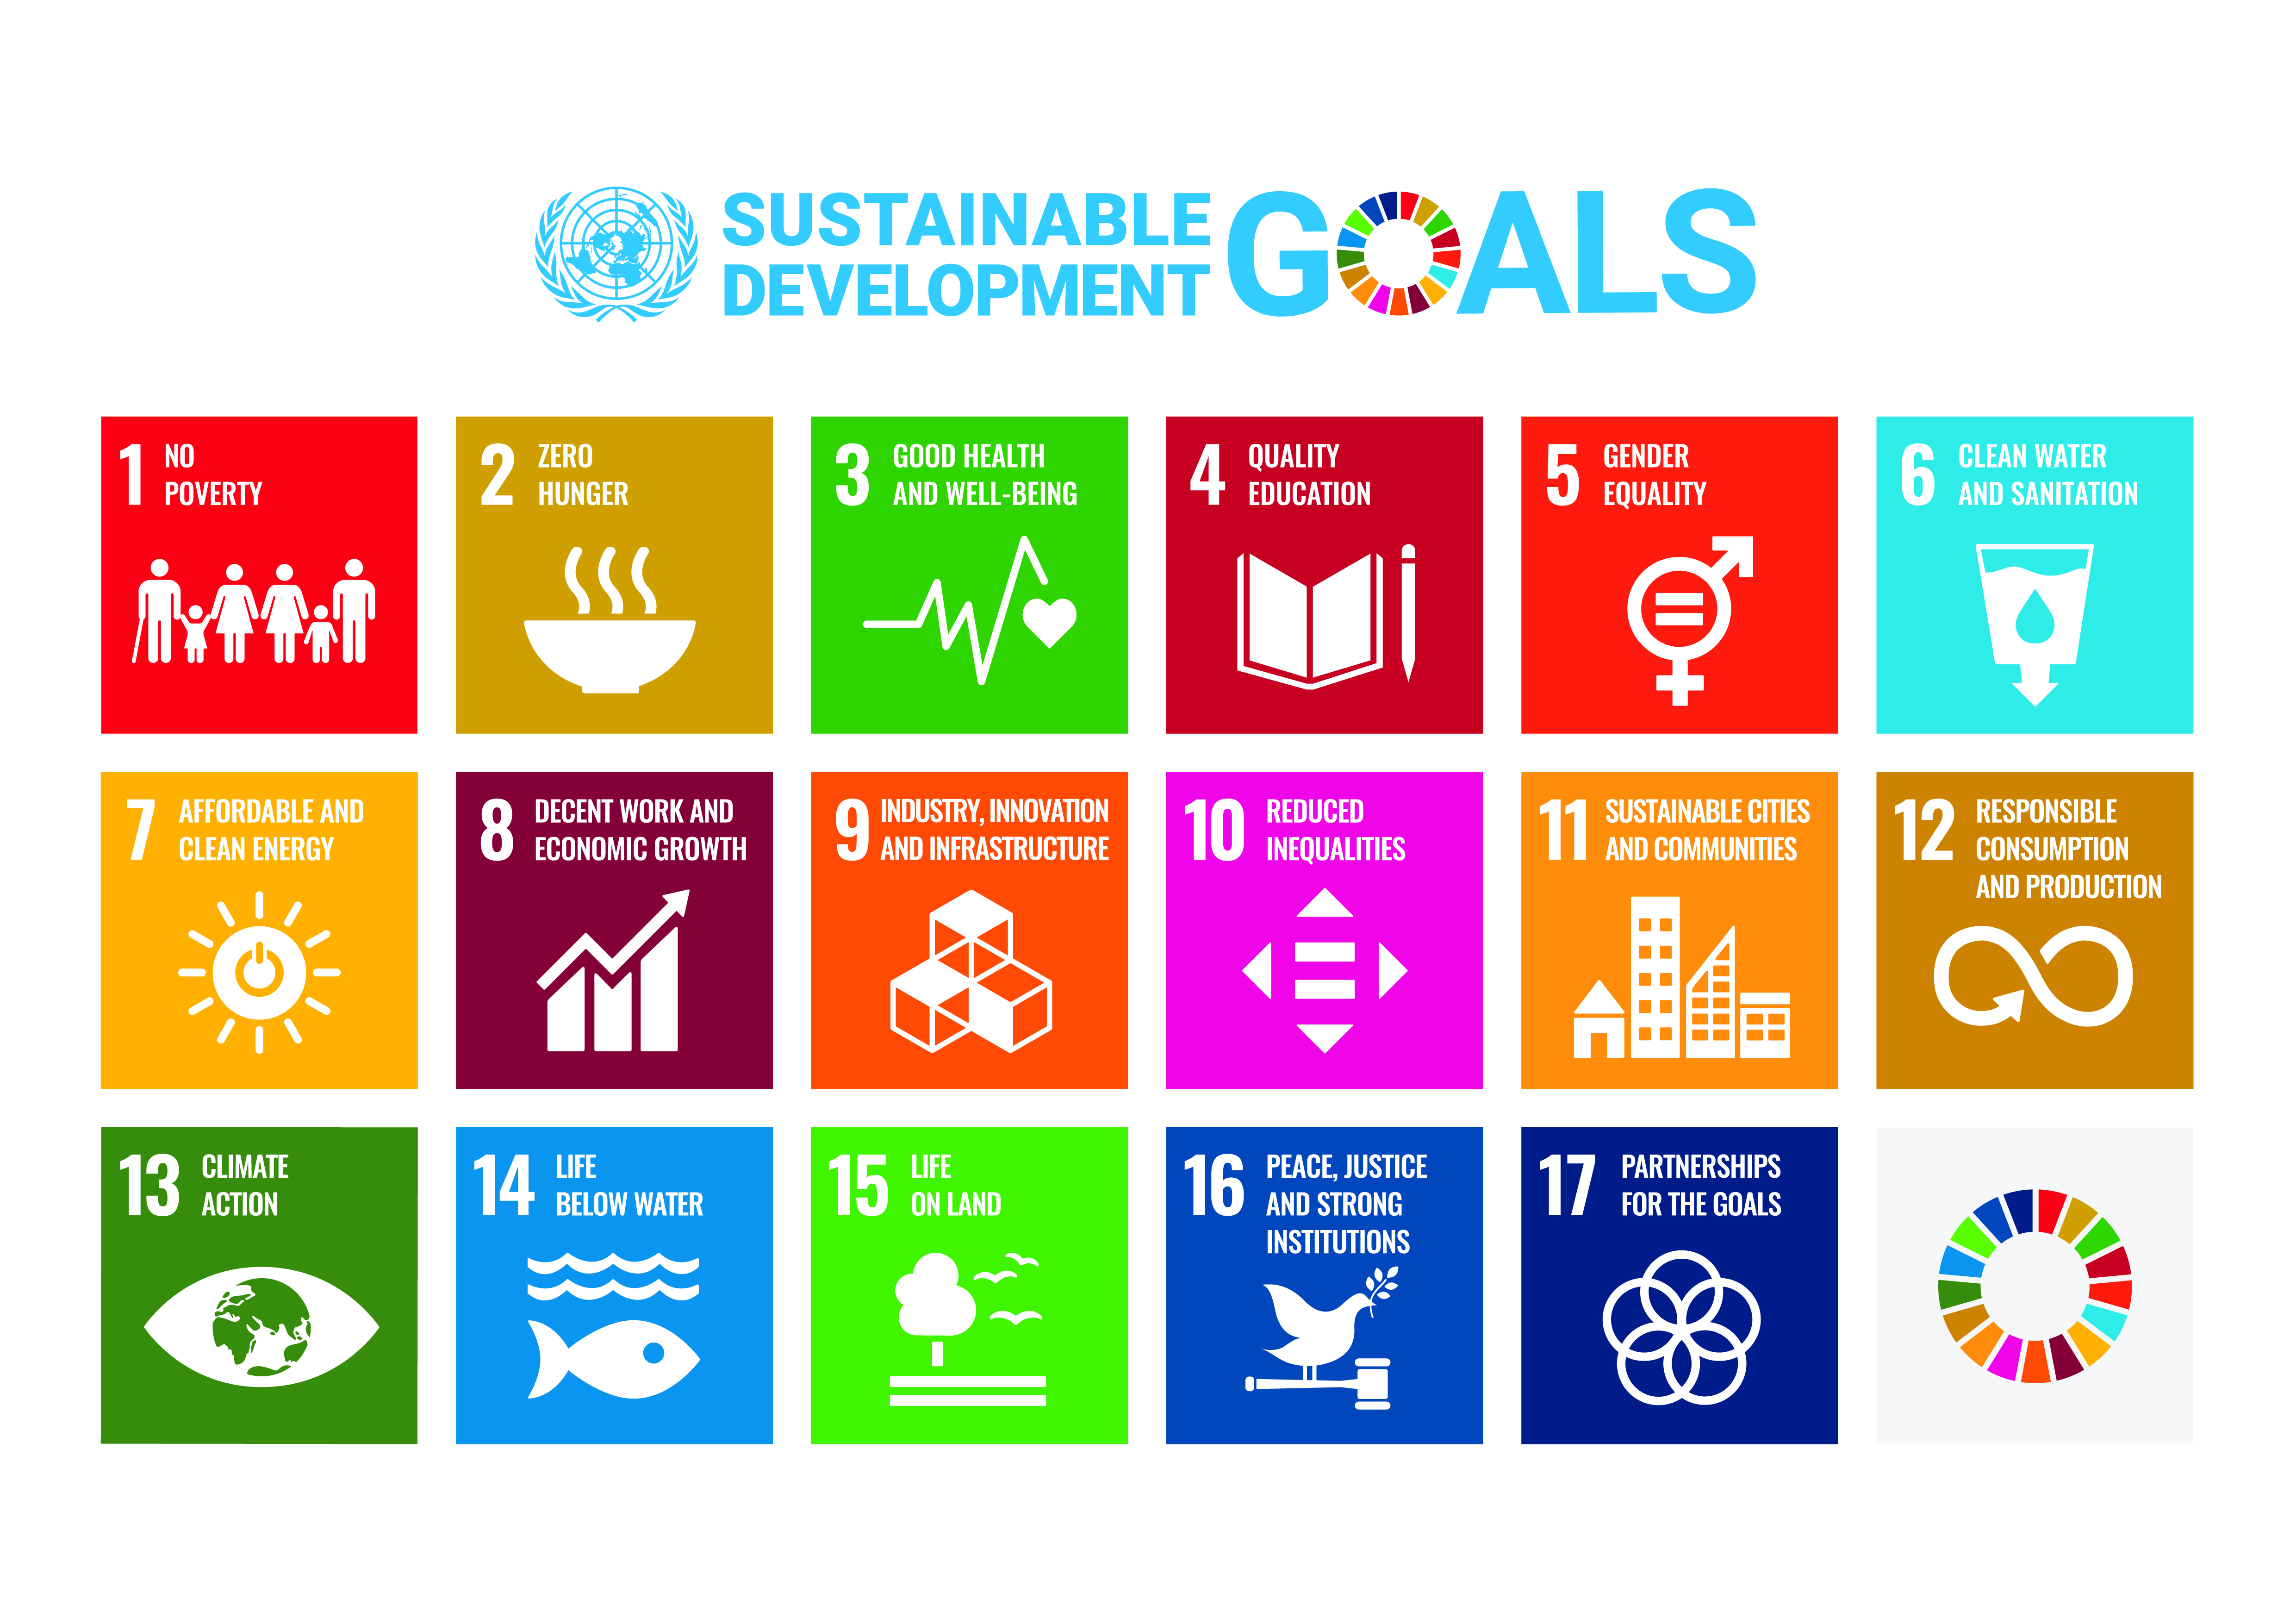 SUSTAINABLE
DEVELOPMENT
GOALS
1 NO
POVERTY
2 ZERO
HUNGER
3 GOOD HEALTH
AND WELL-BEING
4 QUALITY
EDUCATION
5 GENDER
EQUALITY
6 CLEAN WATER
AND SANITATION
7 AFFORDABLE AND
CLEAN ENERGY
8 DECENT WORK AND
ECONOMIC GROWTH
9 INDUSTRY, INNOVATION
AND INFRASTRUCTURE
10 REDUCED
INEQUALITIES
11 SUSTAINABLE CITIES
AND COMMUNITIES
12 RESPONSIBLE
CONSUMPTION
AND PRODUCTION
13 CLIMATE
ACTION
14 LIFE
BELOW WATER
15 LIFE
ON LAND
16 PEACE, JUSTICE
AND STRONG
INSTITUTIONS
17 PARTNERSHIPS
FOR THE GOALS